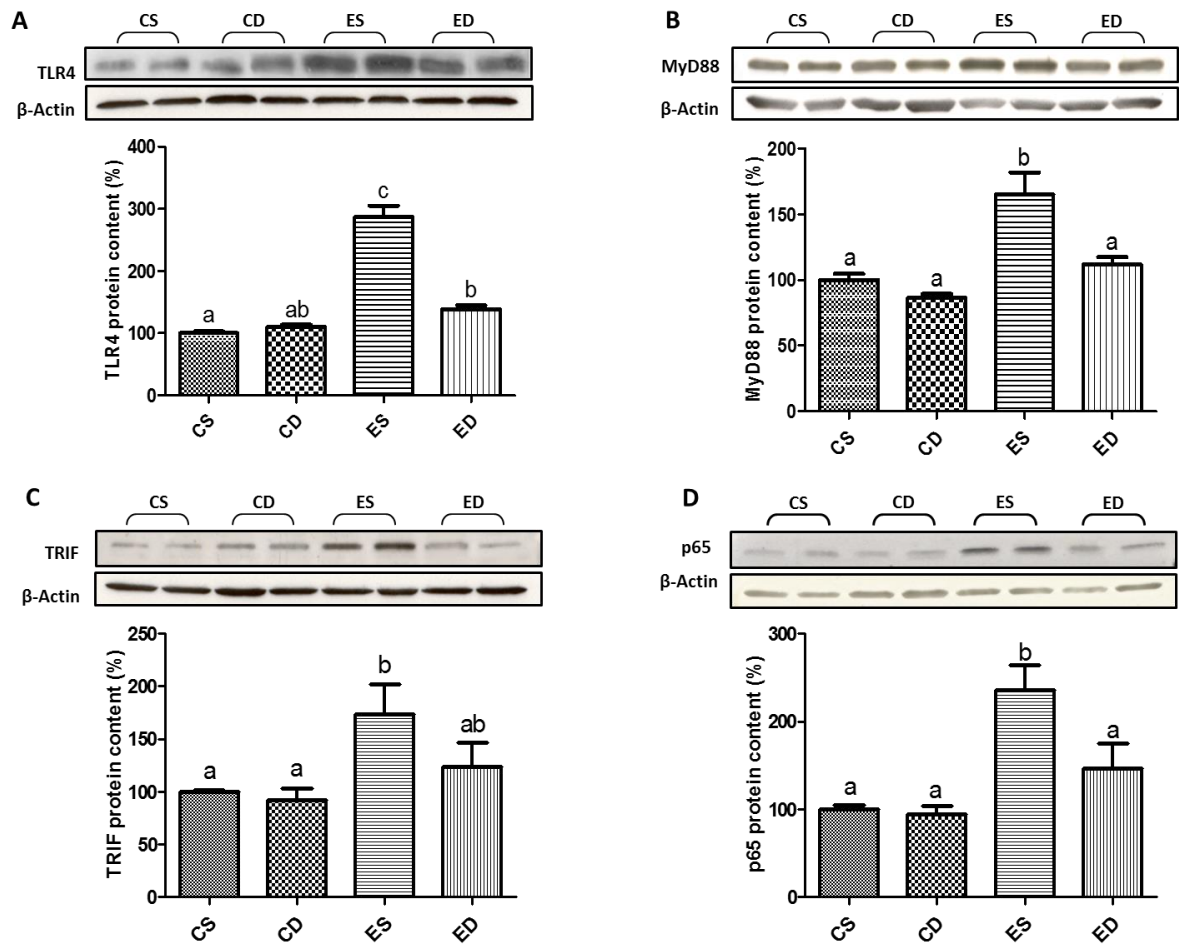 A
CS CD ES ED
TLR4
β-Actin
TLR4 protein content (%)
400
300
200
100
0
a
ab
c
b
CS CD ES ED
B
CS CD ES ED
MyD88
β-Actin
MyD88 protein content (%)
200
150
100
50
0
a
a
b
a
CS CD ES ED
C
CS CD ES ED
TRIF
β-Actin
TRIF protein content (%)
250
200
150
100
50
0
a
a
b
ab
CS CD ES ED
D
CS CD ES ED
p65
β-Actin
p65 protein content (%)
300
200
100
0
a
a
b
a
CS CD ES ED